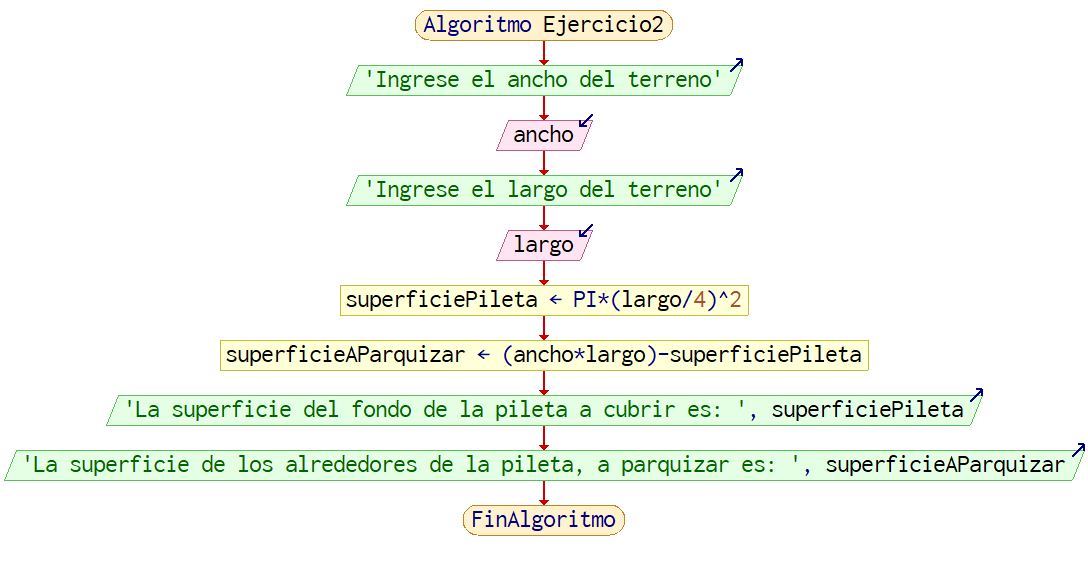 Algoritmo Ejercicio2
'Ingrese el ancho del terreno'
ancho
'Ingrese el largo del terreno'
largo
superficiePileta ← PI*(largo/4)^2
superficieAParquizar ← (ancho*largo)-superficiePileta
'La superficie del fondo de la pileta a cubrir es: ', superficiePileta
'La superficie de los alrededores de la pileta, a parquizar es: ', superficieAParquizar
FinAlgoritmo